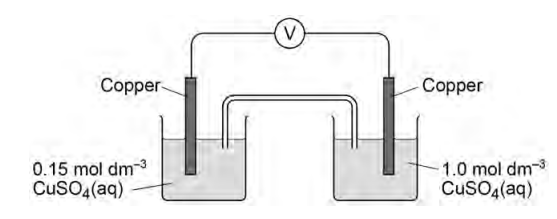 V
Copper
Copper
0.15 mol dm⁻³
CuSO₄(aq)
1.0 mol dm⁻³
CuSO₄(aq)